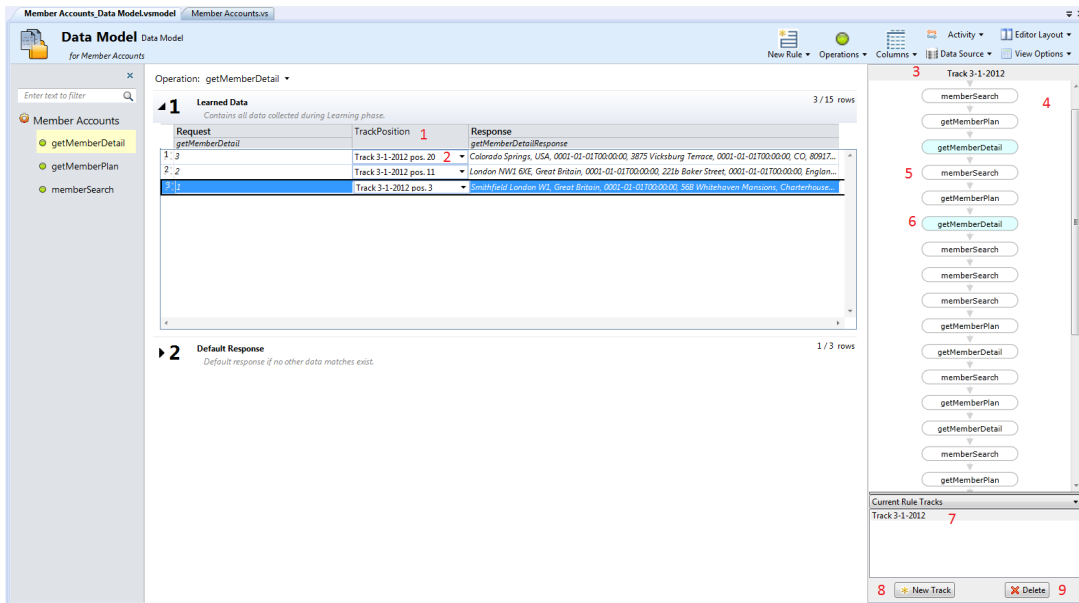 Member Accounts_Data Model.vsmodel Member Accounts.vs
Data Model Data Model
for Member Accounts
New Rule Operations Columns Activity Data Source Editor Layout View Options
Enter text to filter
Member Accounts
getMemberDetail
getMemberPlan
memberSearch
Operation: getMemberDetail
1 Learned Data 3 / 15 rows
Contains all data collected during Learning phase.
Request TrackPosition 1 Response
getMemberDetail getMemberDetailResponse
1 3 Track 3-1-2012 pos. 20 2 Colorado Springs, USA, 0001-01-01T00:00:00, 3875 Vicksburg Terrace, 0001-01-01T00:00:00, CO, 80917...
2 2 Track 3-1-2012 pos. 11 London NW1 6XE, Great Britain, 0001-01-01T00:00:00, 221b Baker Street, 0001-01-01T00:00:00, Englan...
3 1 Track 3-1-2012 pos. 3 Smithfield London W1, Great Britain, 0001-01-01T00:00:00, 56B Whitehaven Mansions, Charterhouse...
2 Default Response 1 / 3 rows
Default response if no other data matches exist.
3 Track 3-1-2012
memberSearch 4
getMemberPlan
getMemberDetail
5 memberSearch
getMemberPlan
6 getMemberDetail
memberSearch
memberSearch
memberSearch
getMemberPlan
getMemberDetail
memberSearch
getMemberPlan
getMemberDetail
memberSearch
getMemberPlan
Current Rule Tracks
Track 3-1-2012 7
8 New Track Delete 9